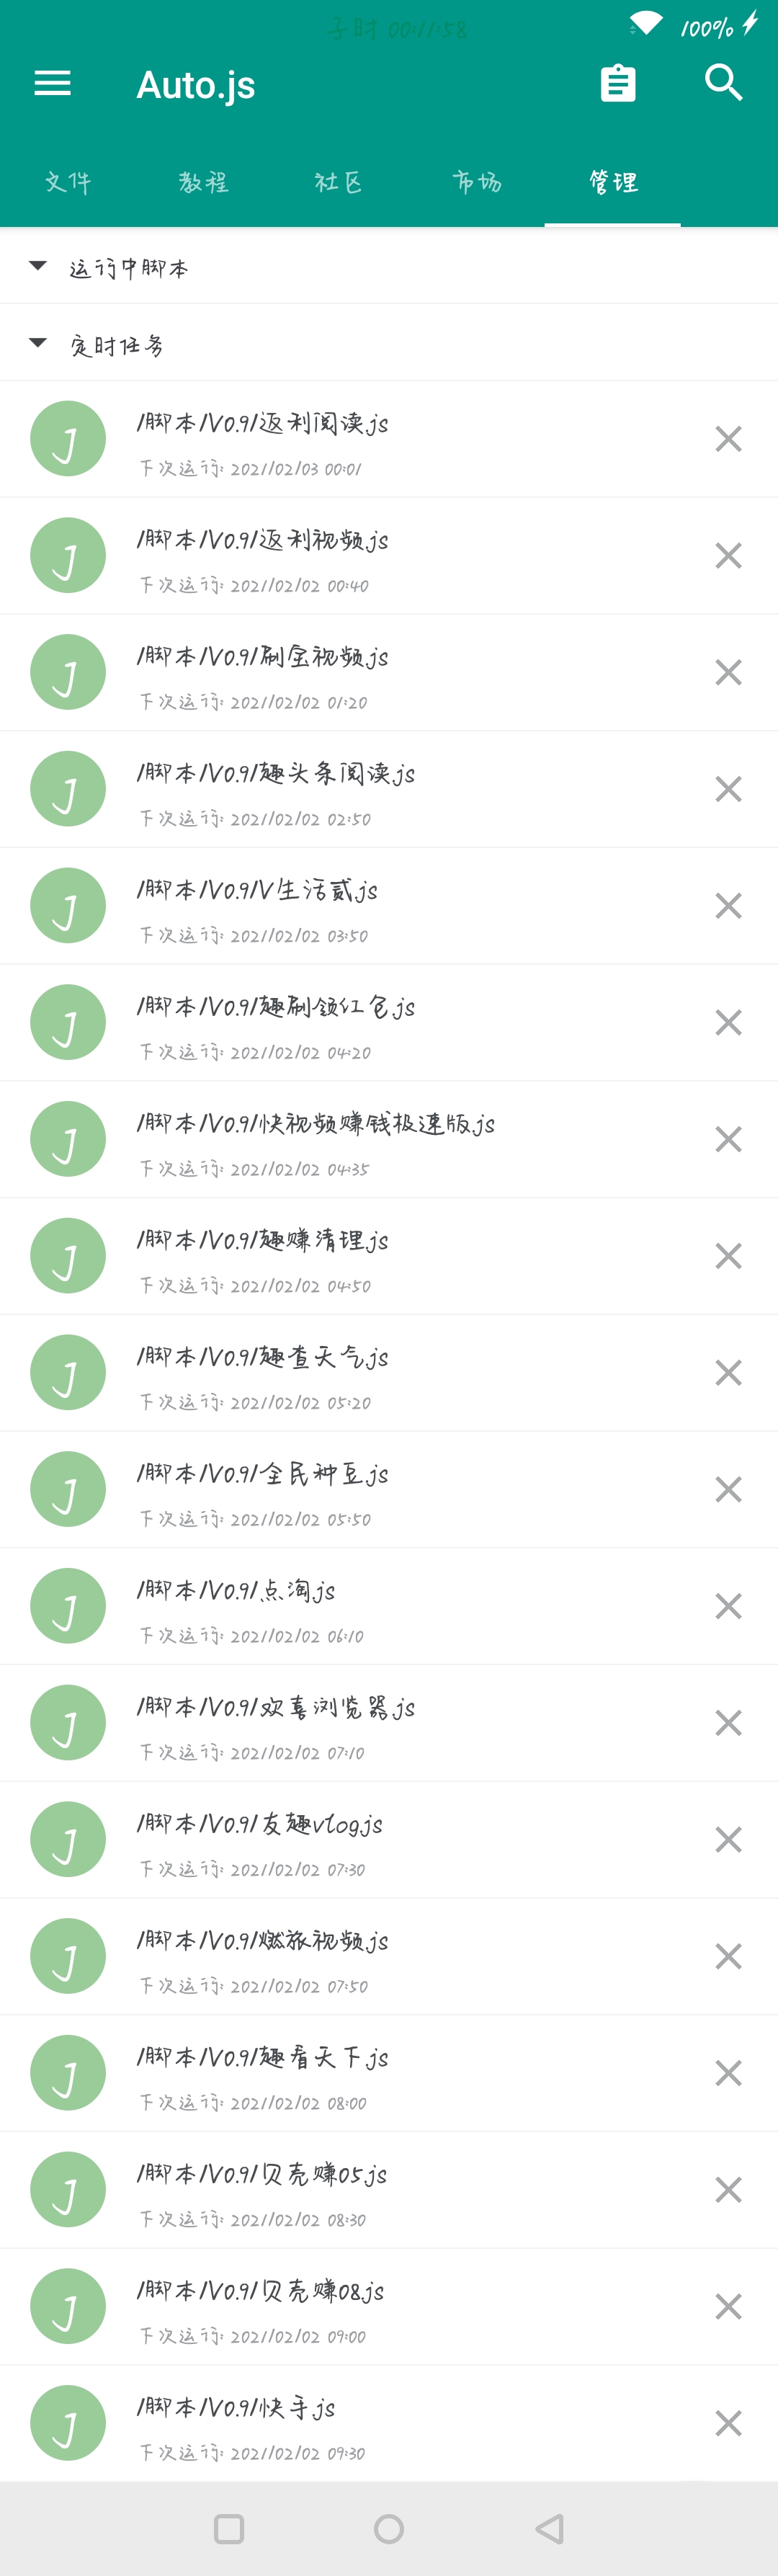 子时 00:11:58
100%
Auto.js
文件 教程 社区 市场 管理
运行中脚本
定时任务
J
/脚本/V0.9/返利阅读.js
下次运行: 2021/02/03 00:01
J
/脚本/V0.9/返利视频.js
下次运行: 2021/02/02 00:40
J
/脚本/V0.9/刷宝视频.js
下次运行: 2021/02/02 01:20
J
/脚本/V0.9/趣头条阅读.js
下次运行: 2021/02/02 02:50
J
/脚本/V0.9/V生活贰.js
下次运行: 2021/02/02 03:50
J
/脚本/V0.9/趣刷领红包.js
下次运行: 2021/02/02 04:20
J
/脚本/V0.9/快视频赚钱极速版.js
下次运行: 2021/02/02 04:35
J
/脚本/V0.9/趣赚清理.js
下次运行: 2021/02/02 04:50
J
/脚本/V0.9/趣查天气.js
下次运行: 2021/02/02 05:20
J
/脚本/V0.9/全民种豆.js
下次运行: 2021/02/02 05:50
J
/脚本/V0.9/点淘.js
下次运行: 2021/02/02 06:10
J
/脚本/V0.9/欢喜浏览器.js
下次运行: 2021/02/02 07:10
J
/脚本/V0.9/友趣vlog.js
下次运行: 2021/02/02 07:30
J
/脚本/V0.9/燃旅视频.js
下次运行: 2021/02/02 07:50
J
/脚本/V0.9/趣看天下.js
下次运行: 2021/02/02 08:00
J
/脚本/V0.9/贝壳赚05.js
下次运行: 2021/02/02 08:30
J
/脚本/V0.9/贝壳赚08.js
下次运行: 2021/02/02 09:00
J
/脚本/V0.9/快手.js
下次运行: 2021/02/02 09:30